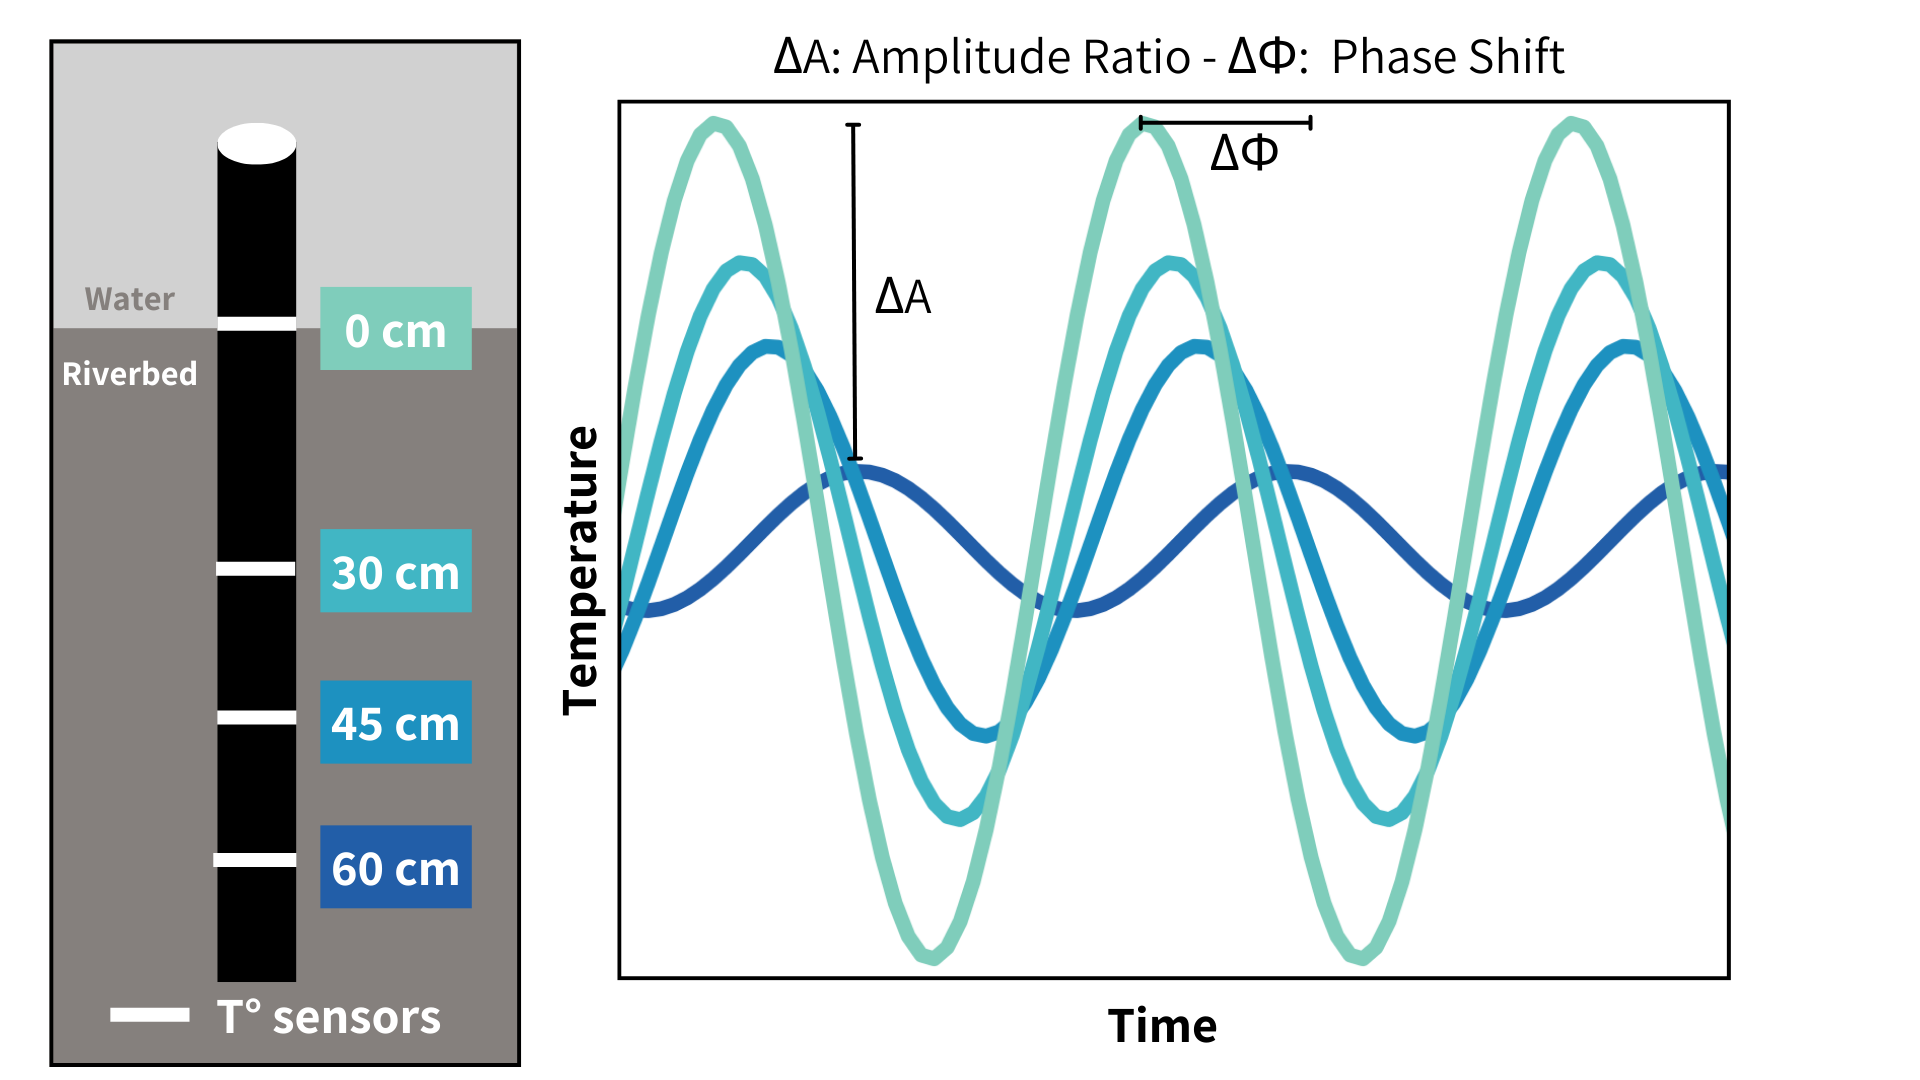 ΔA: Amplitude Ratio - ΔΦ: Phase Shift
Water
Riverbed
0 cm
30 cm
45 cm
60 cm
T° sensors
Temperature
ΔA
ΔΦ
Time